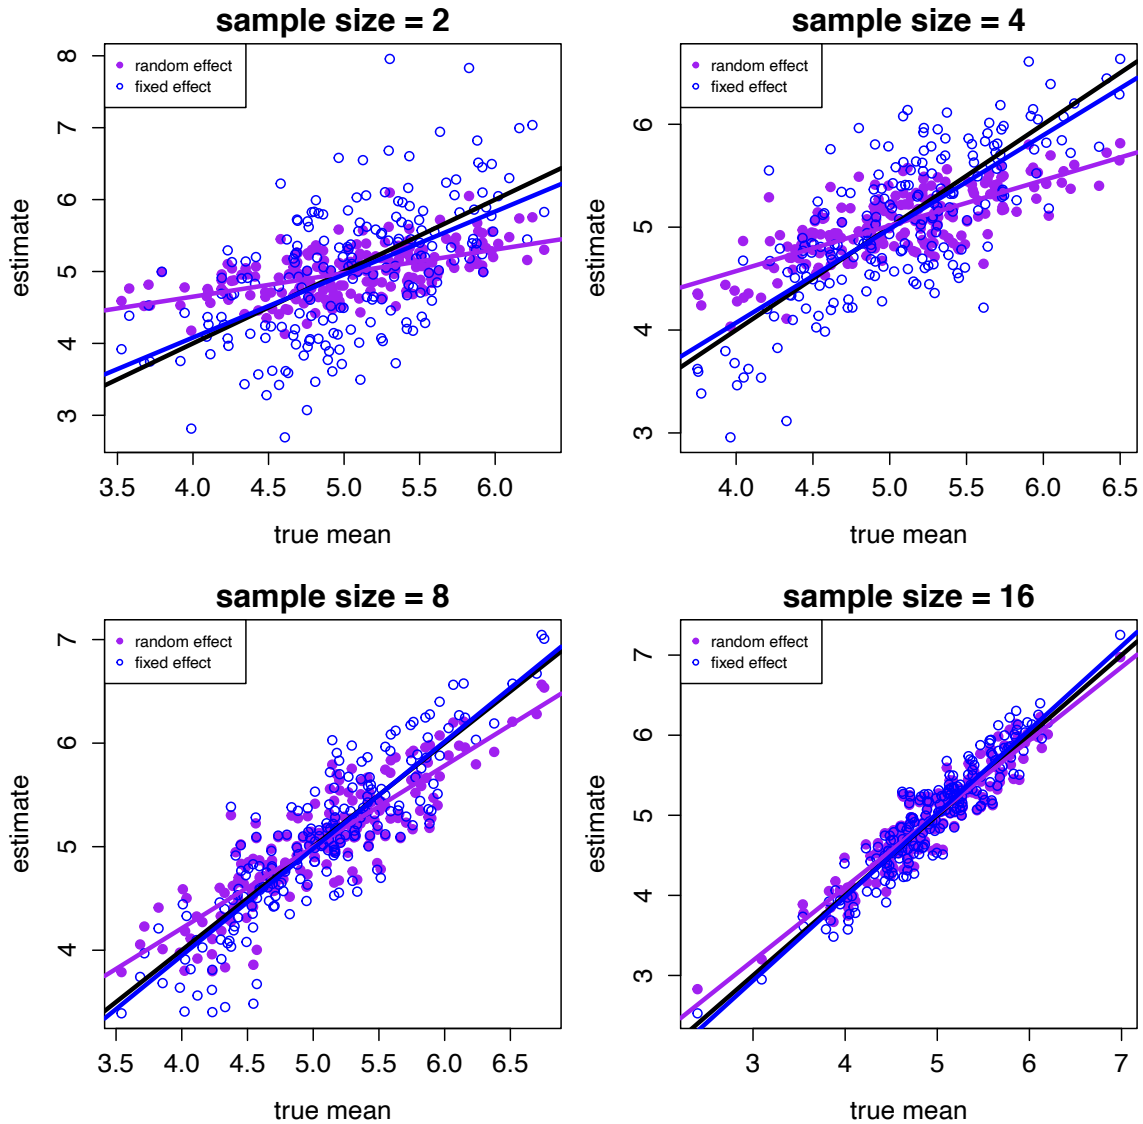 sample size = 2
random effect
fixed effect
8
7
6
5
4
3
estimate
3.5 4.0 4.5 5.0 5.5 6.0
true mean
sample size = 4
random effect
fixed effect
6
5
4
3
estimate
4.0 4.5 5.0 5.5 6.0 6.5
true mean
sample size = 8
random effect
fixed effect
7
6
5
4
estimate
3.5 4.0 4.5 5.0 5.5 6.0 6.5
true mean
sample size = 16
random effect
fixed effect
7
6
5
4
3
estimate
3 4 5 6 7
true mean